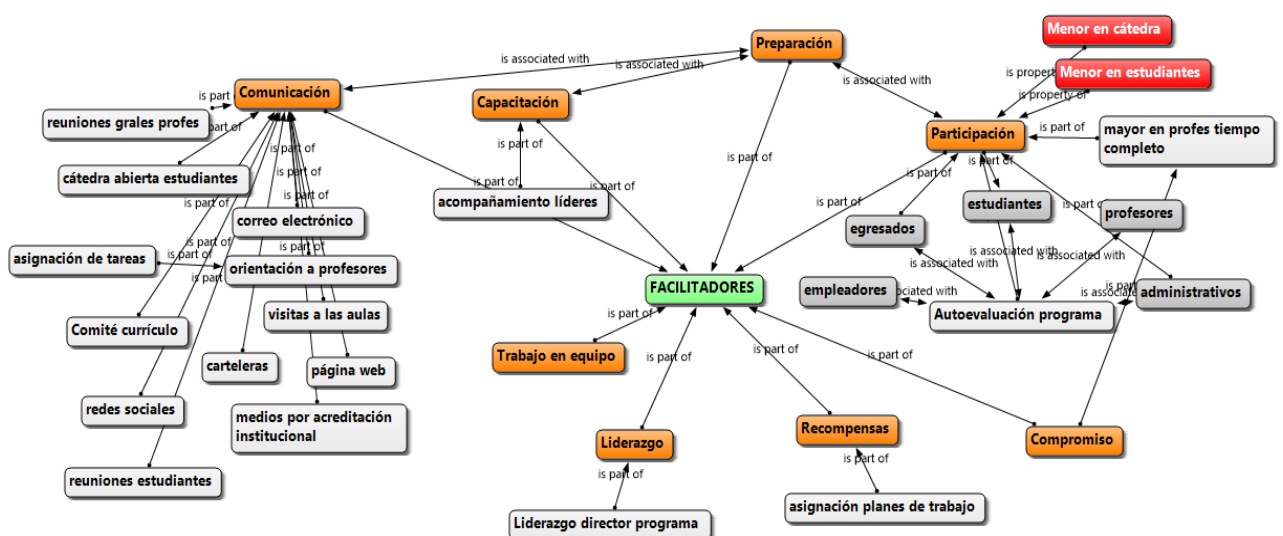 Menor en cátedra
Preparación
is associated with
is associated with
is property of
Menor en estudiantes
is associated with
is property of
Comunicación
is part
Capacitación
reuniones grales profes
part of
Participación
is part of
mayor en profes tiempo
completo
is part of
is part of
is part of
is part of
cátedra abierta estudiantes
is part of
is part of
is part of
acompañamiento líderes
estudiantes
is part of
profesores
is part of
correo electrónico
is part of
egresados
is part of
is part of
is associated with
asignación de tareas
is part of
orientación a profesores
is associated with
is part
FACILITADORES
empleadores
associated with
is associate
is part
administrativos
visitas a las aulas
is part of
Autoevaluación programa
Comité currículo
Trabajo en equipo
is part of
is part of
carteleras
página web
redes sociales
medios por acreditación
institucional
Recompensas
Liderazgo
Compromiso
is part of
is part of
reuniones estudiantes
asignación planes de trabajo
Liderazgo director programa